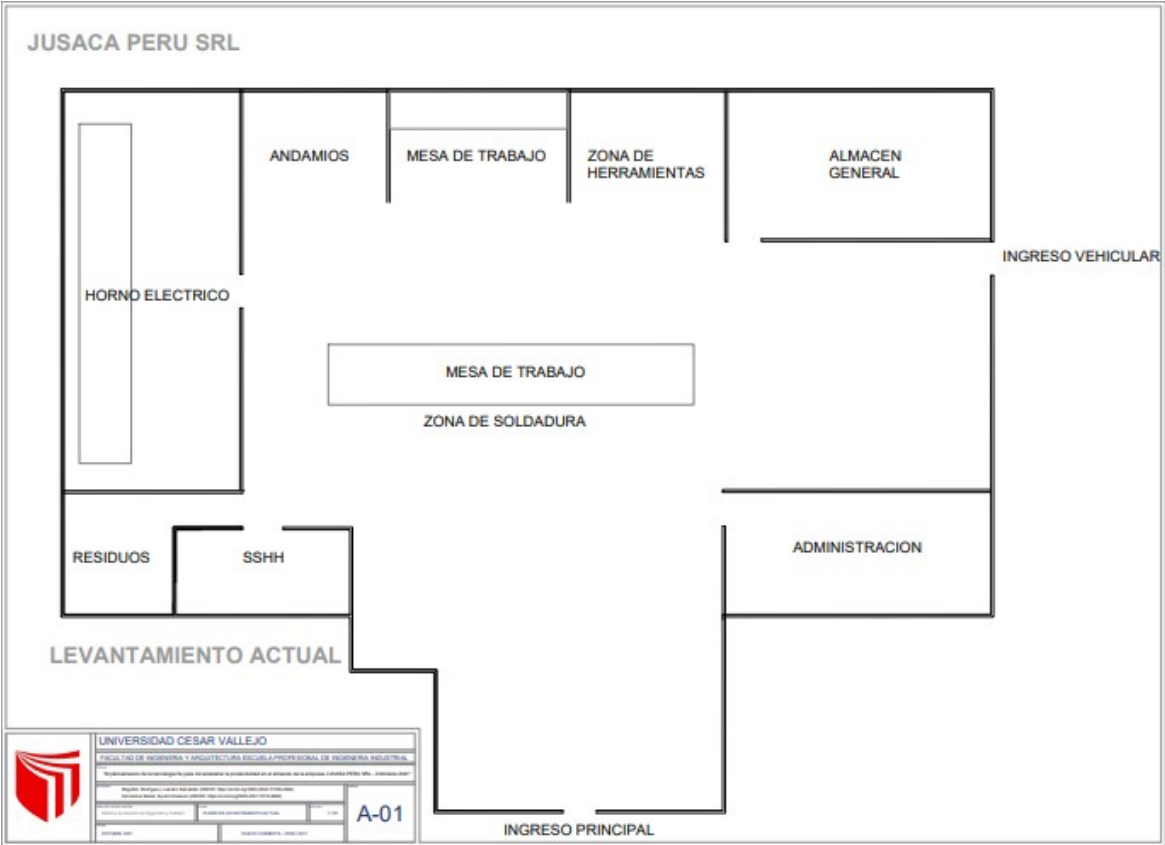 JUSACA PERU SRL
ANDAMIOS
MESA DE TRABAJO
ZONA DE
HERRAMIENTAS
ALMACEN
GENERAL
INGRESO VEHICULAR
HORNO ELECTRICO
MESA DE TRABAJO
ZONA DE SOLDADURA
RESIDUOS
SSHH
ADMINISTRACION
LEVANTAMIENTO ACTUAL
UNIVERSIDAD CESAR VALLEJO
FACULTAD DE INGENIERIA Y ARQUITECTURA ESCUELA PROFESIONAL DE INGENIERIA INDUSTRIAL
A-01
INGRESO PRINCIPAL